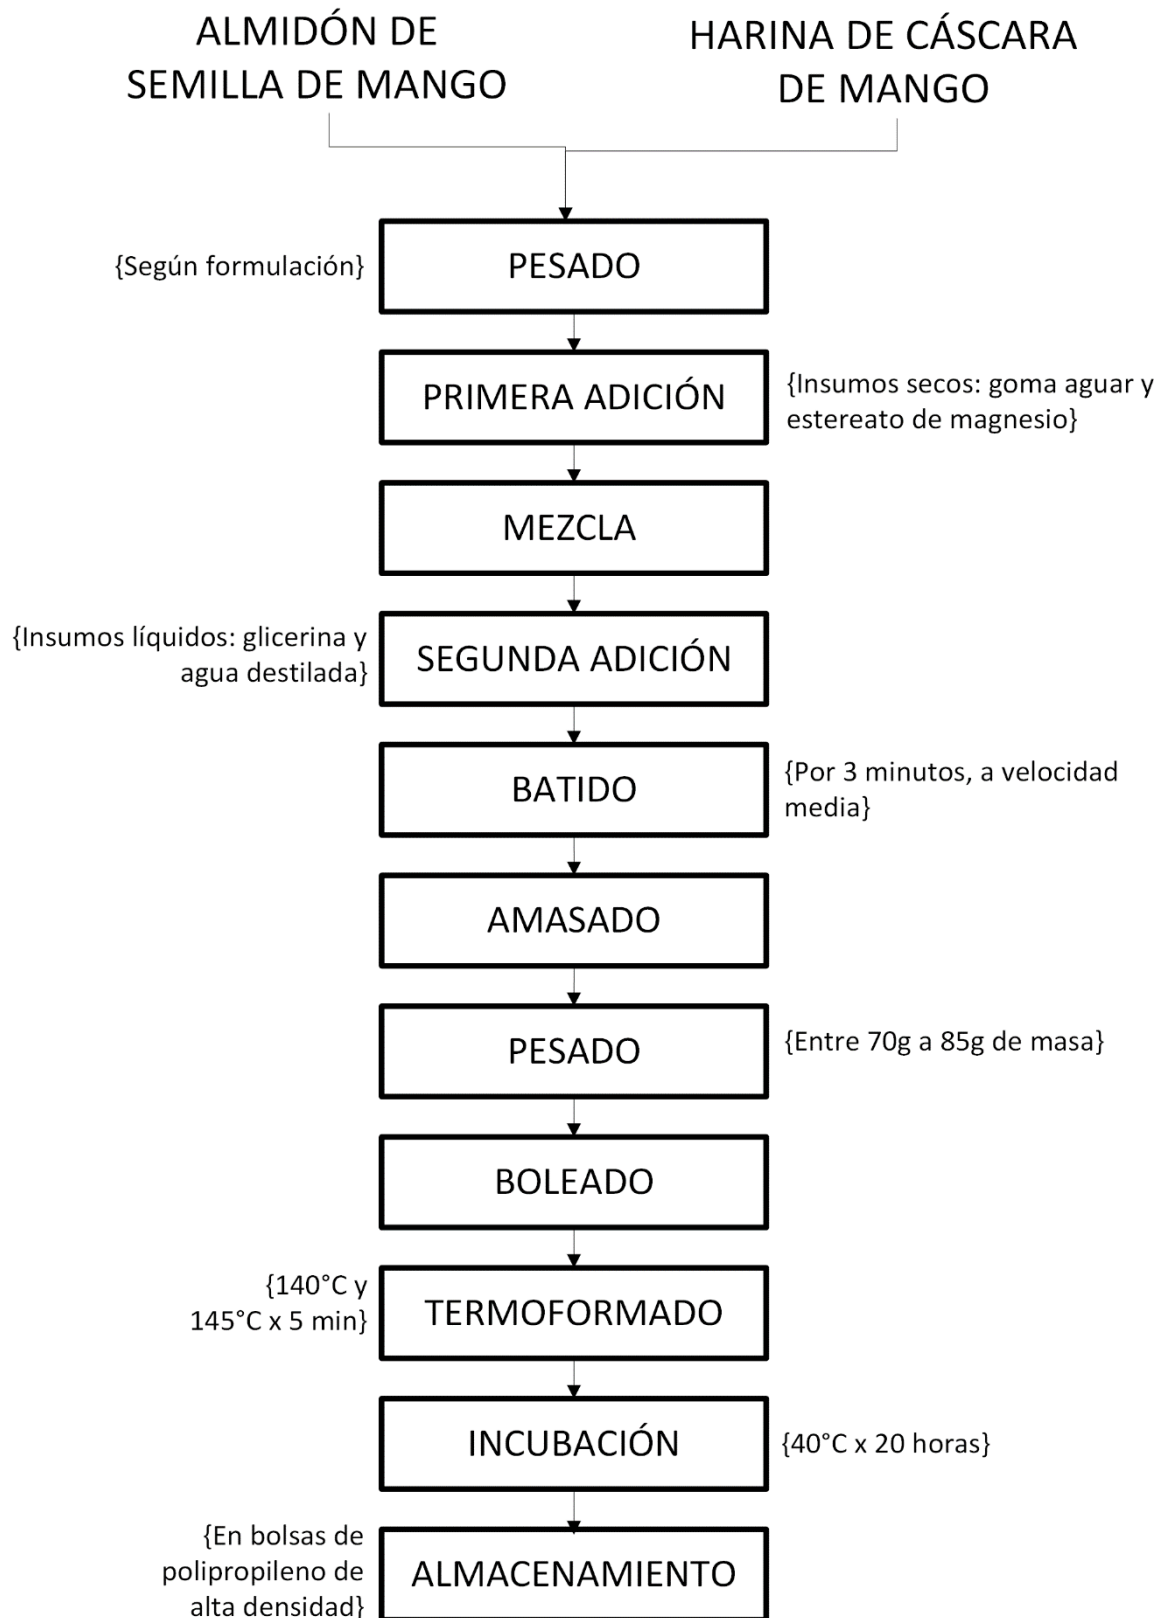 ALMIDÓN DE
SEMILLA DE MANGO
HARINA DE CÁSCARA
DE MANGO
{Según formulación}
PESADO
PRIMERA ADICIÓN
{Insumos secos: goma aguar y
estereato de magnesio}
MEZCLA
{Insumos líquidos: glicerina y
agua destilada}
SEGUNDA ADICIÓN
BATIDO
{Por 3 minutos, a velocidad
media}
AMASADO
PESADO
{Entre 70g a 85g de masa}
BOLEADO
{140°C y
145°C x 5 min}
TERMOFORMADO
INCUBACIÓN
{40°C x 20 horas}
{En bolsas de
polipropileno de
alta densidad}
ALMACENAMIENTO